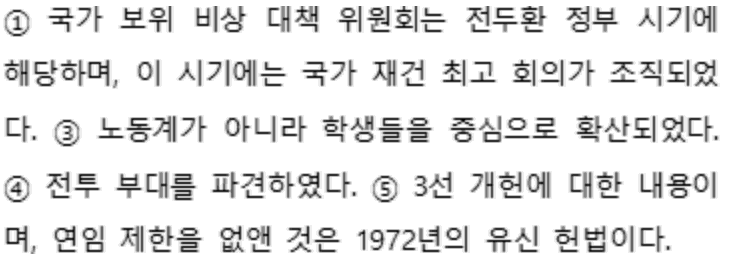 ① 국가 보위 비상 대책 위원회는 전두환 정부 시기에
해당하며, 이 시기에는 국가 재건 최고 회의가 조직되었
다. ③ 노동계가 아니라 학생들을 중심으로 확산되었다.
④ 전투 부대를 파견하였다. ⑤ 3선 개헌에 대한 내용이
며, 연임 제한을 없앤 것은 1972년의 유신 헌법이다.